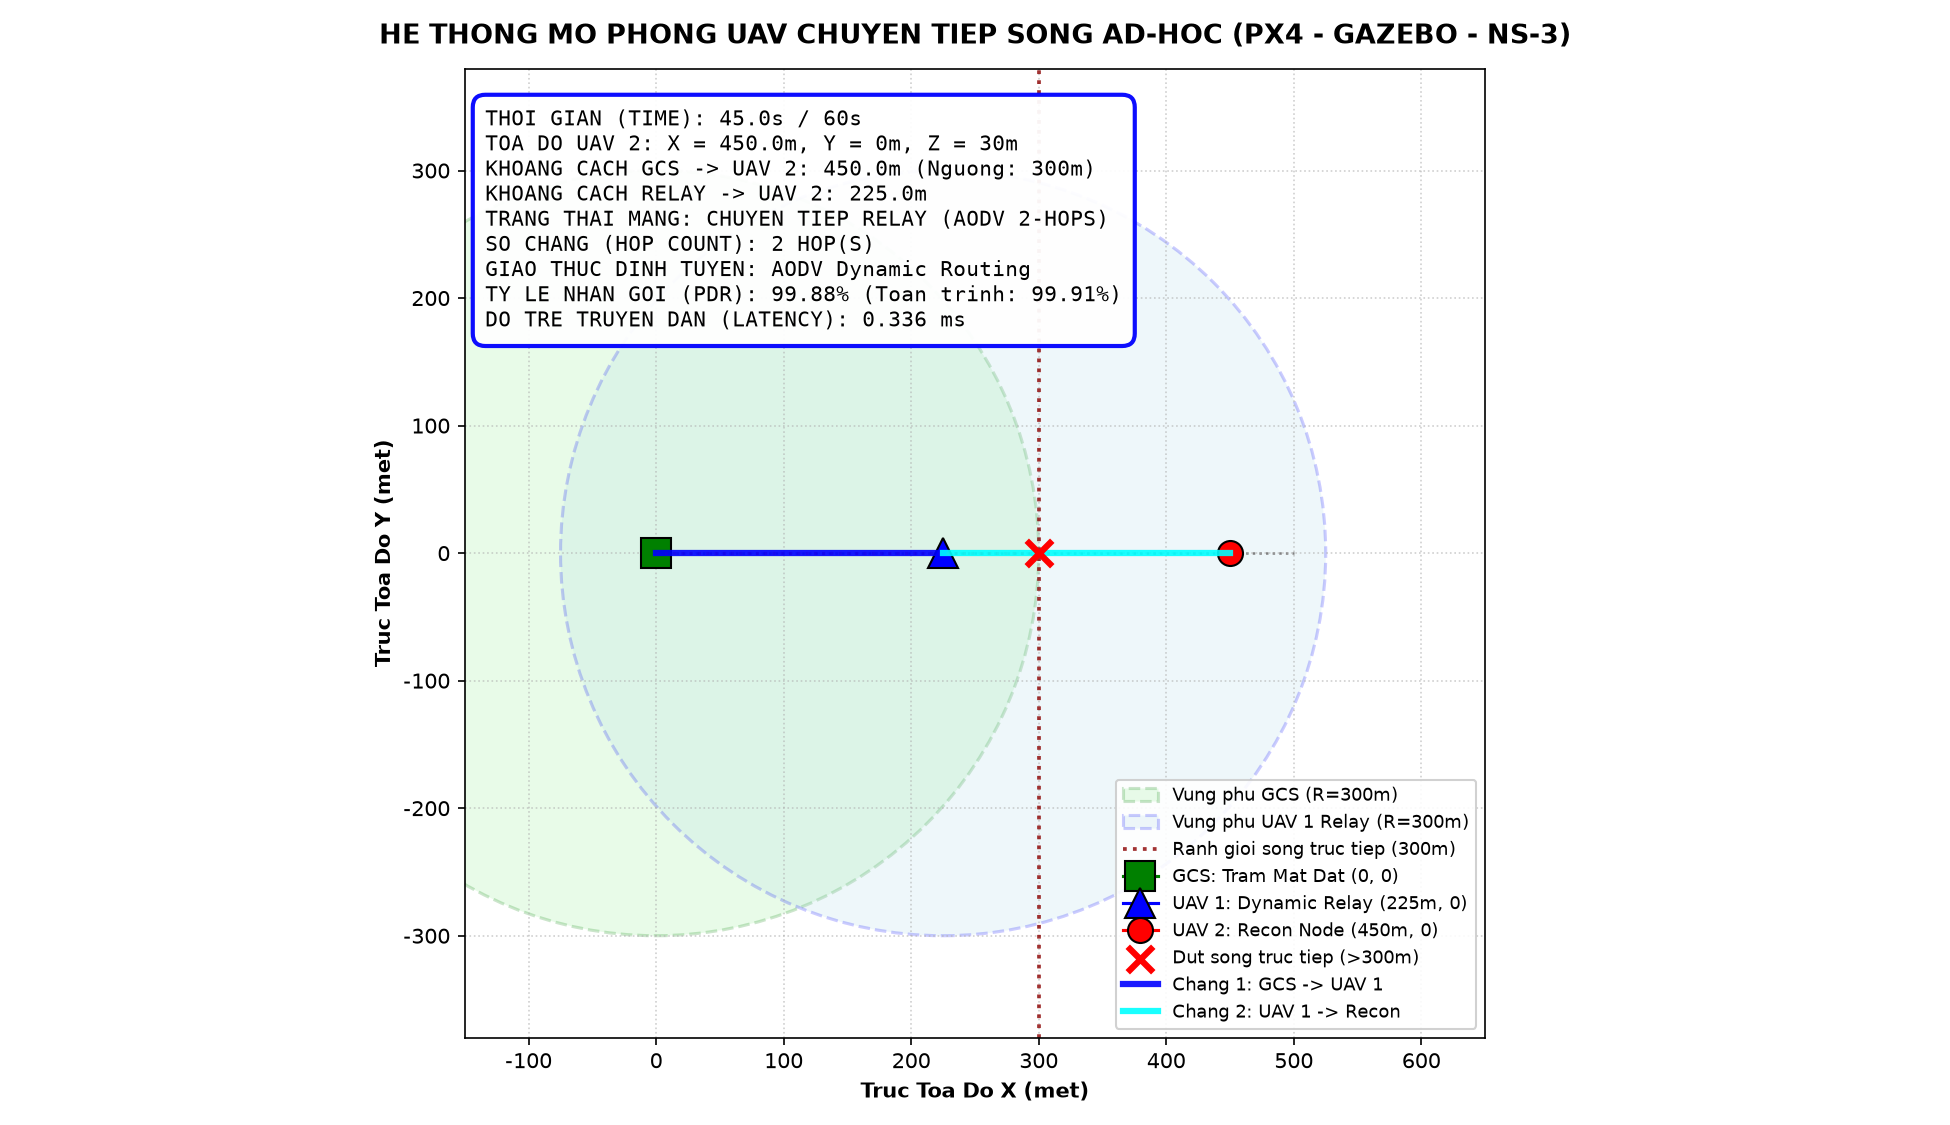 HE THONG MO PHONG UAV CHUYEN TIEP SONG AD-HOC (PX4 - GAZEBO - NS-3)
THOI GIAN (TIME): 45.0s / 60s
TOA DO UAV 2: X = 450.0m, Y = 0m, Z = 30m
KHOANG CACH GCS -> UAV 2: 450.0m (Nguong: 300m)
KHOANG CACH RELAY -> UAV 2: 225.0m
TRANG THAI MANG: CHUYEN TIEP RELAY (AODV 2-HOPS)
SO CHANG (HOP COUNT): 2 HOP(S)
GIAO THUC DINH TUYEN: AODV Dynamic Routing
TY LE NHAN GOI (PDR): 99.88% (Toan trinh: 99.91%)
DO TRE TRUYEN DAN (LATENCY): 0.336 ms
Truc Toa Do Y (met)
300
200
100
0
-100
-200
-300
Vung phu GCS (R=300m)
Vung phu UAV 1 Relay (R=300m)
Ranh gioi song truc tiep (300m)
GCS: Tram Mat Dat (0, 0)
UAV 1: Dynamic Relay (225m, 0)
UAV 2: Recon Node (450m, 0)
Dut song truc tiep (>300m)
Chang 1: GCS -> UAV 1
Chang 2: UAV 1 -> Recon
-100 0 100 200 300 400 500 600
Truc Toa Do X (met)